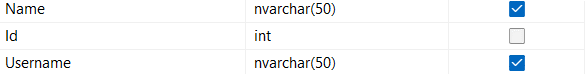 Name nvarchar(50)
Id int
Username nvarchar(50)